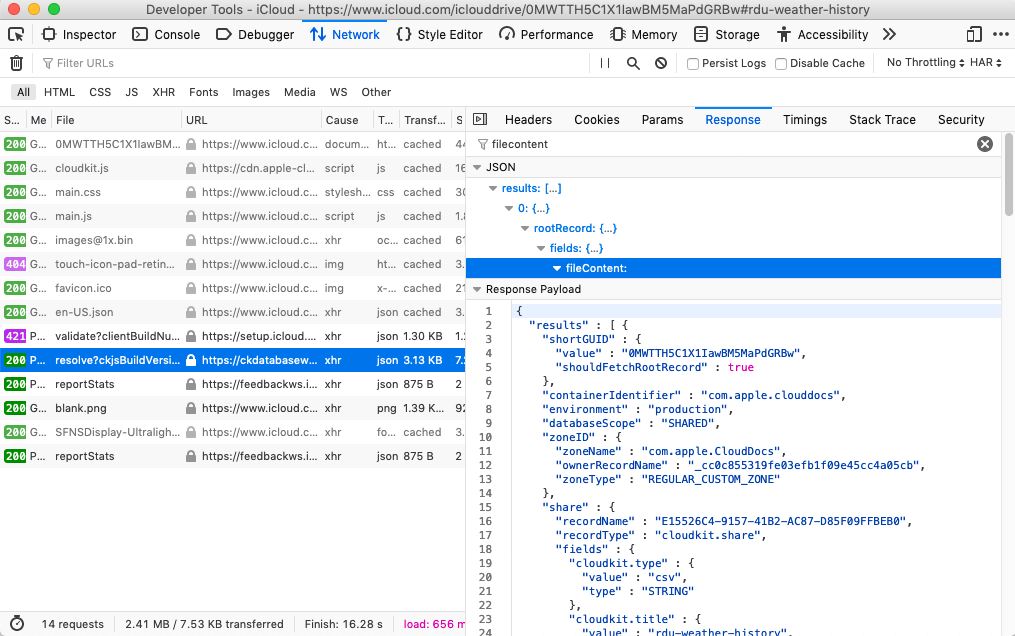 Developer Tools - iCloud - https://www.icloud.com/iclouddrive/0MWTTH5C1X1IawBM5MaPdGRBw#rdu-weather-history
Inspector Console Debugger Network Style Editor Performance Memory Storage Accessibility
Filter URLs Persist Logs Disable Cache No Throttling HAR
All HTML CSS JS XHR Fonts Images Media WS Other
S... Me File URL Cause T... Transf... S
200 G... 0MWTTH5C1X1IawBM... https://www.icloud.c... docum... ht... cached 44
200 G... cloudkit.js https://cdn.apple-cl... script js cached 16
200 G... main.css https://www.icloud.c... stylesh... css cached 30
200 G... main.js https://www.icloud.c... script js cached 1.8
200 G... images@1x.bin https://www.icloud.c... xhr oc... cached 61
404 G... touch-icon-pad-retin... https://www.icloud.c... img ht... cached 3.
200 G... favicon.ico https://www.icloud.c... img x-... cached 21
200 G... en-US.json https://www.icloud.c... xhr json cached 3.
421 P... validate?clientBuildNu... https://setup.icloud.... xhr json 1.30 KB 1.
200 P... resolve?ckjsBuildVersi... https://ckdatabasew... xhr json 3.13 KB 7.
200 P... reportStats https://feedbackws.i... xhr json 875 B 2
200 G... blank.png https://www.icloud.c... xhr png 1.39 K... 92
200 G... SFNSDisplay-Ultraligh... https://www.icloud.c... xhr fo... cached 3.
200 P... reportStats https://feedbackws.i... xhr json 875 B 2
14 requests 2.41 MB / 7.53 KB transferred Finish: 16.28 s load: 656 m
Headers Cookies Params Response Timings Stack Trace Security
filecontent
JSON
results: [...]
0: {...}
rootRecord: {...}
fields: {...}
fileContent:
Response Payload
1 {
2 "results" : [ {
3 "shortGUID" : {
4 "value" : "0MWTTH5C1X1IawBM5MaPdGRBw",
5 "shouldFetchRootRecord" : true
6 },
7 "containerIdentifier" : "com.apple.clouddocs",
8 "environment" : "production",
9 "databaseScope" : "SHARED",
10 "zoneID" : {
11 "zoneName" : "com.apple.CloudDocs",
12 "ownerRecordName" : "_cc0c855319fe03efb1f09e45cc4a05cb",
13 "zoneType" : "REGULAR_CUSTOM_ZONE"
14 },
15 "share" : {
16 "recordName" : "E15526C4-9157-41B2-AC87-D85F09FFBEB0",
17 "recordType" : "cloudkit.share",
18 "fields" : {
19 "cloudkit.type" : {
20 "value" : "csv",
21 "type" : "STRING"
22 },
23 "cloudkit.title" : {
24 "value" : "rdu-weather-history",